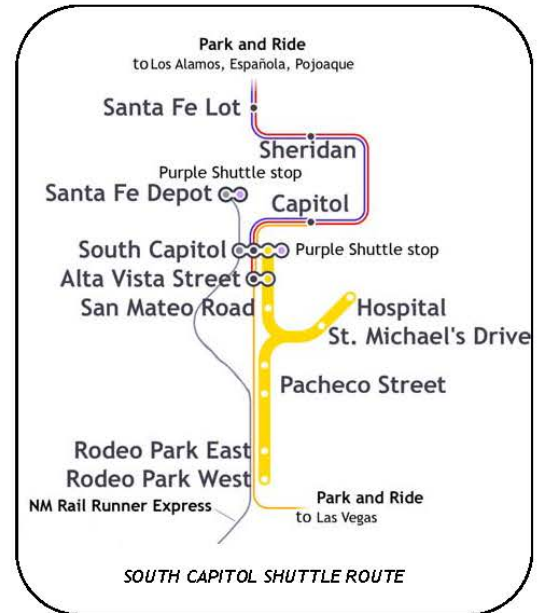 Park and Ride
to Los Alamos, Española, Pojoaque
Santa Fe Lot
Sheridan
Purple Shuttle stop
Santa Fe Depot
Capitol
South Capitol
Purple Shuttle stop
Alta Vista Street
San Mateo Road
Hospital
St. Michael's Drive
Pacheco Street
Rodeo Park East
Rodeo Park West
NM Rail Runner Express
Park and Ride
to Las Vegas
SOUTH CAPITOL SHUTTLE ROUTE